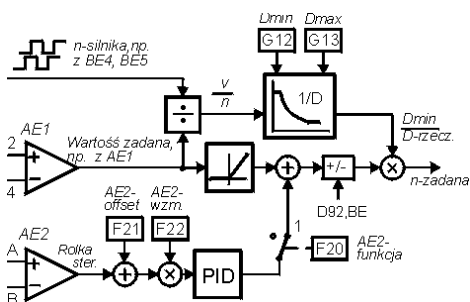 Dmin Dmax
n-silnika,np.
z BE4, BE5
G12 G13
v
n
÷
1/D
Dmin
D-rzecz.
AE1
Wartość zadana,
np. z AE1
2
+
4
−
+
+/-
×
n-zadana
AE2-
offset
AE2-
wzm.
D92,BE
1
AE2
F21 F22
F20
AE2-
funkcja
A
+
Rolka
ster.
+
×
PID
B
−